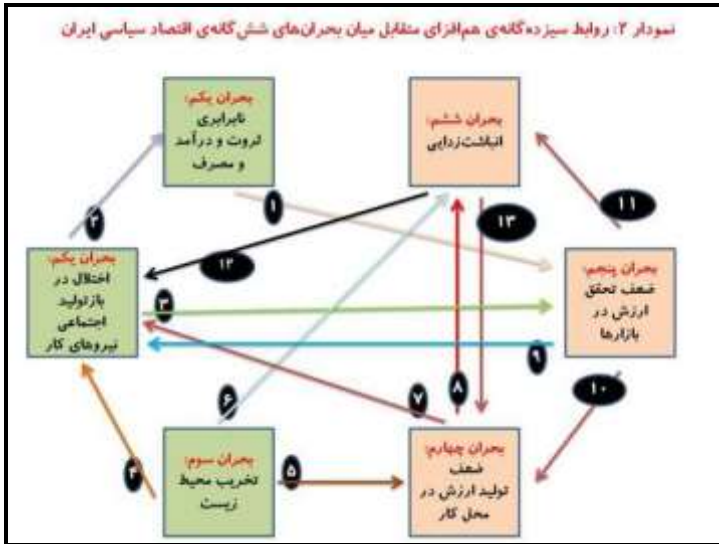 نمودار ۲: روابط سیزده‌گانه‌ی هم‌افزای متقابل میان بحران‌های شش‌گانه‌ی اقتصاد سیاسی ایران
بحران ششم:
انباشت‌زدایی
بحران یکم:
نابرابری
ثروت و درآمد
و مصرف
۱۱
۱۳
۱
۲
۱۲
بحران پنجم:
ضعف تحقق
ارزش در
بازارها
بحران یکم:
اختلال در
بازتولید
اجتماعی
نیروهای کار
۳
۹
۱۰
۸
۷
۶
بحران چهارم:
ضعف
تولید ارزش در
محل کار
۵
بحران سوم:
تخریب محیط
زیست
۴